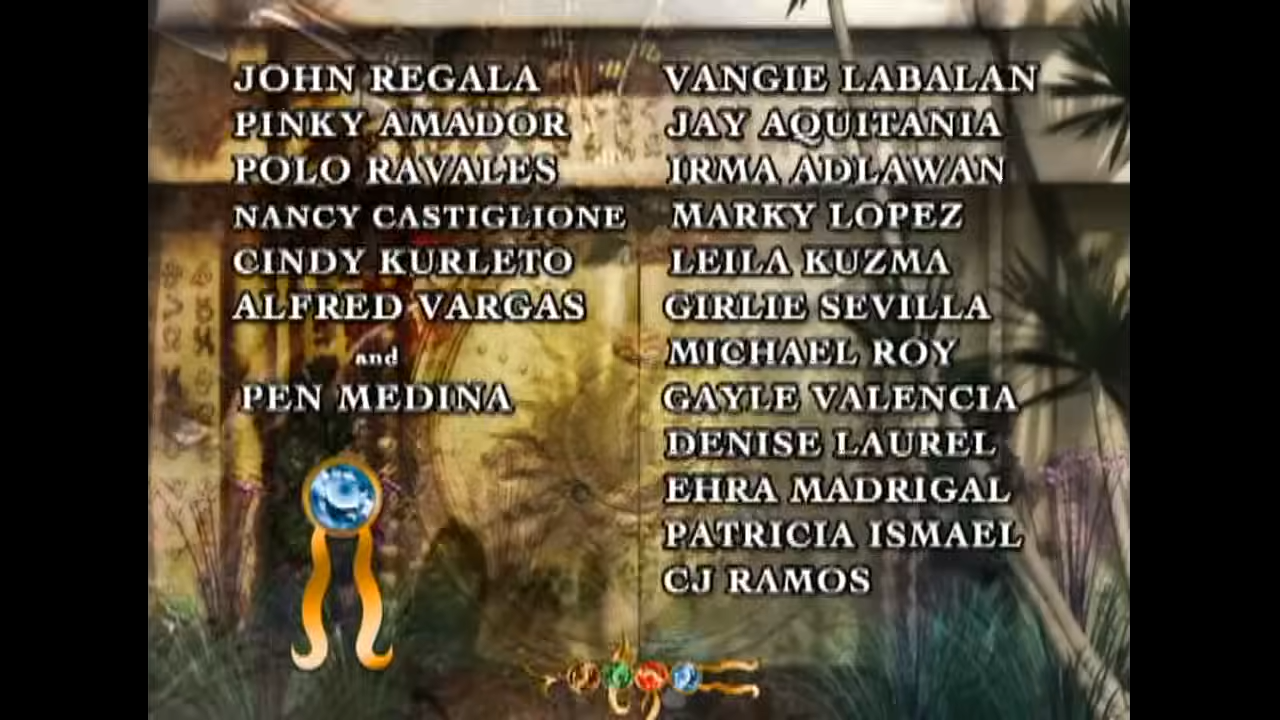 JOHN REGALA
PINKY AMADOR
POLO RAVALES
NANCY CASTIGLIONE
CINDY KURLETO
ALFRED VARGAS
and
PEN MEDINA
VANGIE LABALAN
JAY AQUITANIA
IRMA ADLAWAN
MARKY LOPEZ
LEILA KUZMA
GIRLIE SEVILLA
MICHAEL ROY
GAYLE VALENCIA
DENISE LAUREL
EHRA MADRIGAL
PATRICIA ISMAEL
CJ RAMOS